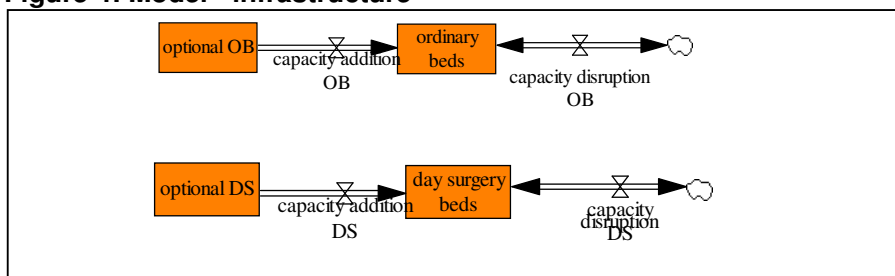 Figure 4: Model - infrastructure
optional OB
capacity addition
OB
ordinary
beds
capacity disruption
OB
optional DS
capacity addition
DS
day surgery
beds
capacity
disruption
DS